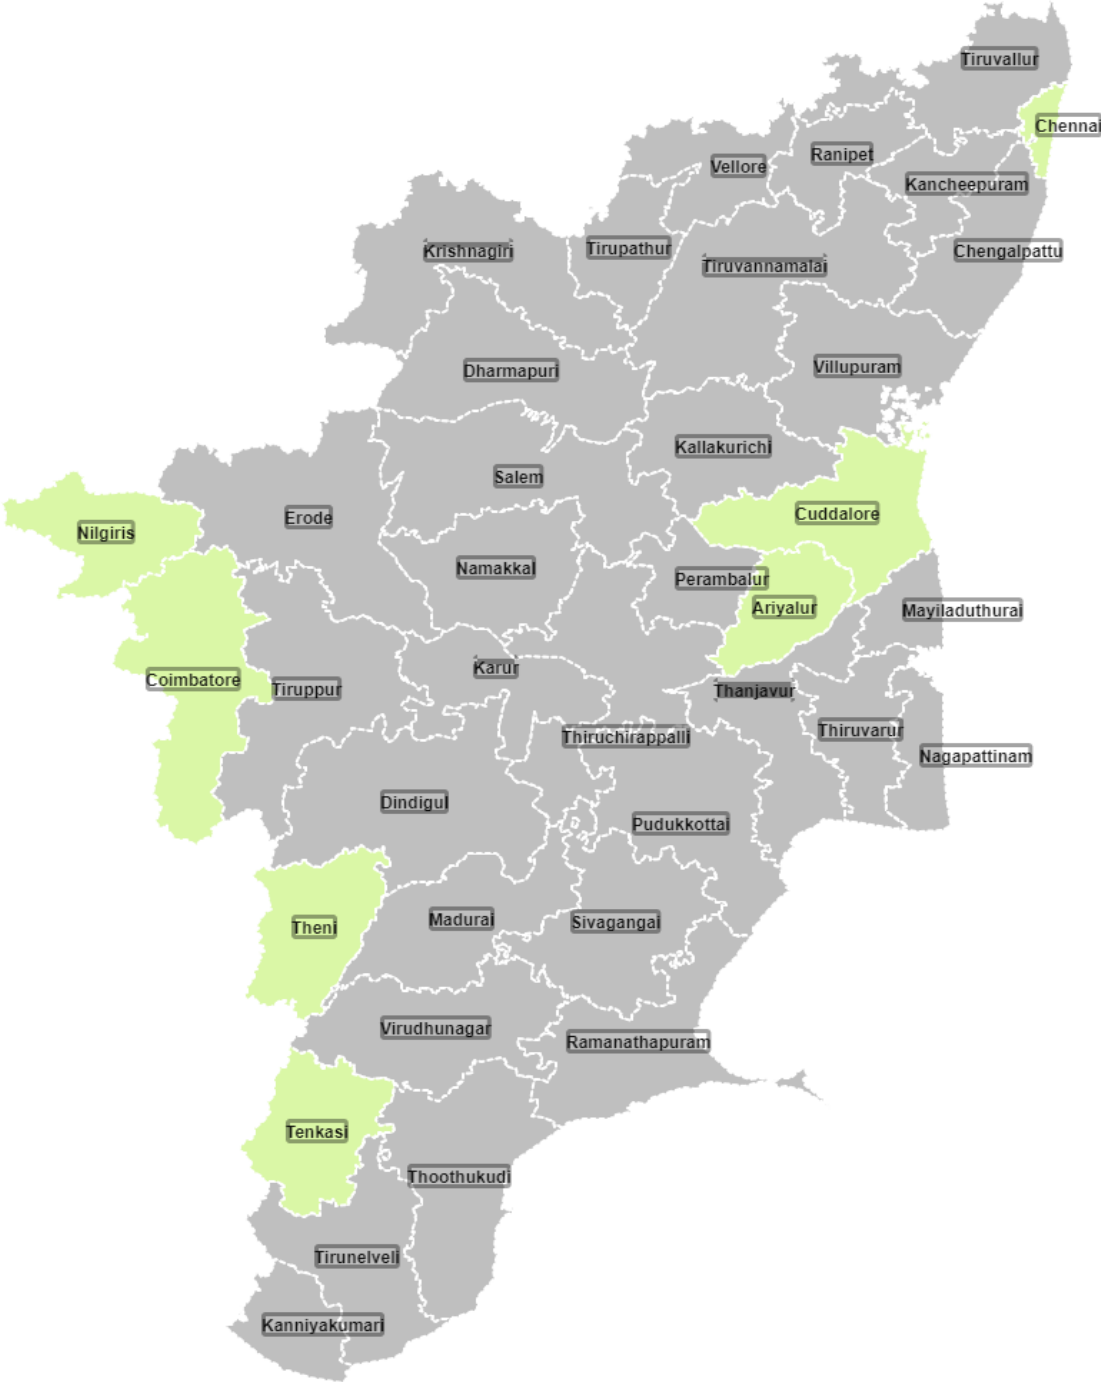 Tiruvallur
Chennai
Ranipet
Vellore
Kancheepuram
Tirupathur
Krishnagiri
Chengalpattu
Tiruvannamalai
Villupuram
Dharmapuri
Kallakurichi
Salem
Cuddalore
Erode
Nilgiris
Namakkal
Perambalur
Ariyalur
Mayiladuthurai
Karur
Coimbatore
Tiruppur
Thanjavur
Thiruvarur
Thiruchirappalli
Nagapattinam
Dindigul
Pudukkottai
Madurai
Sivagangai
Theni
Virudhunagar
Ramanathapuram
Tenkasi
Thoothukudi
Tirunelveli
Kanniyakumari